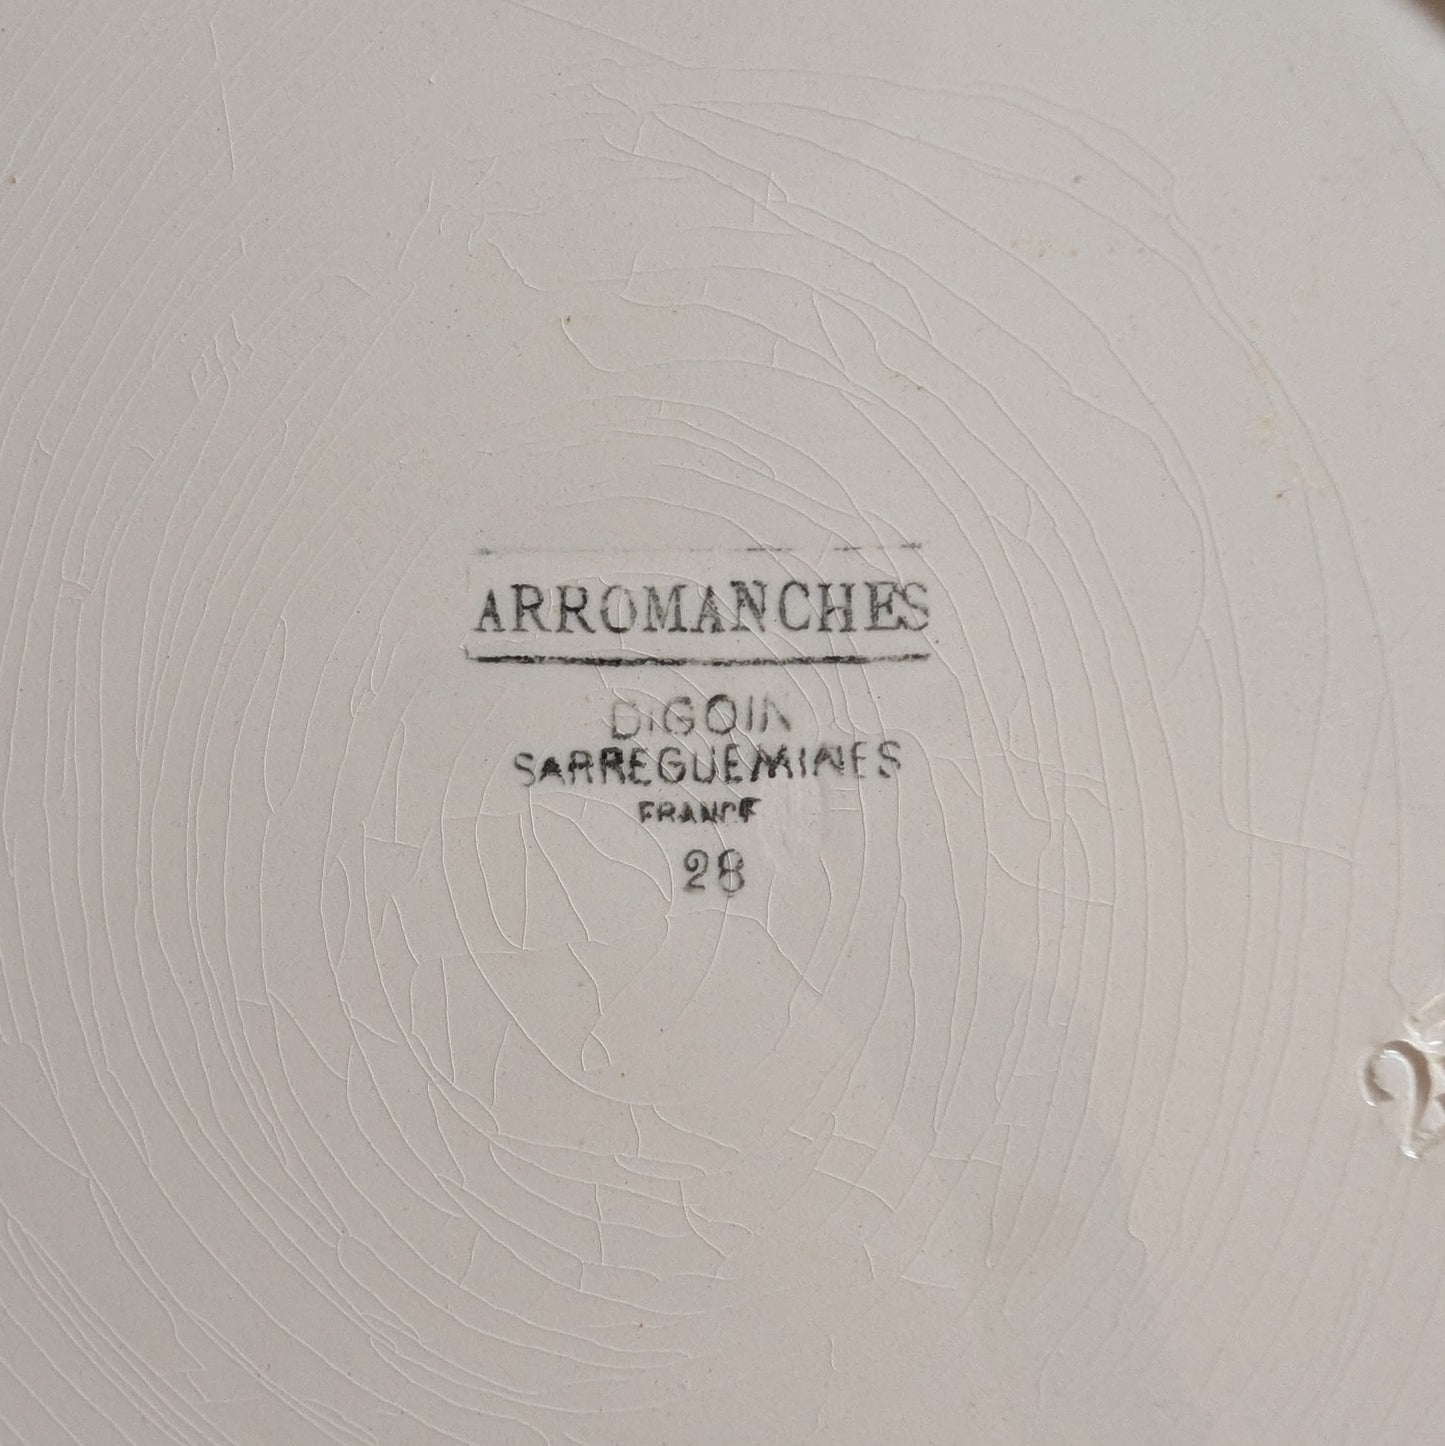 ARROMANCHES
DIGOIN
SARREGUEMINES
FRANCE
28